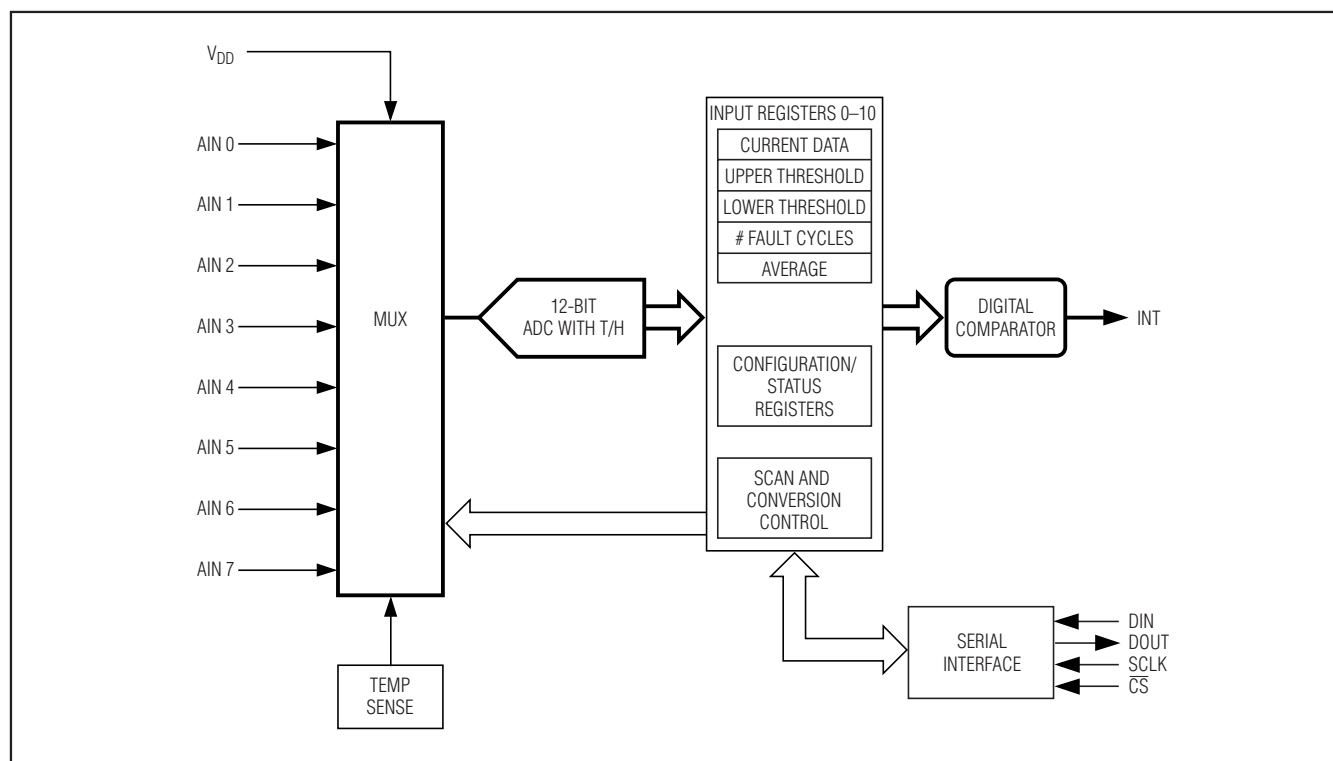 VDD
AIN 0
AIN 1
AIN 2
AIN 3
AIN 4
AIN 5
AIN 6
AIN 7
MUX
TEMP
SENSE
12-BIT
ADC WITH T/H
INPUT REGISTERS 0–10
CURRENT DATA
UPPER THRESHOLD
LOWER THRESHOLD
# FAULT CYCLES
AVERAGE
CONFIGURATION/
STATUS
REGISTERS
SCAN AND
CONVERSION
CONTROL
DIGITAL
COMPARATOR
INT
SERIAL
INTERFACE
DIN
DOUT
SCLK
C̅S̅